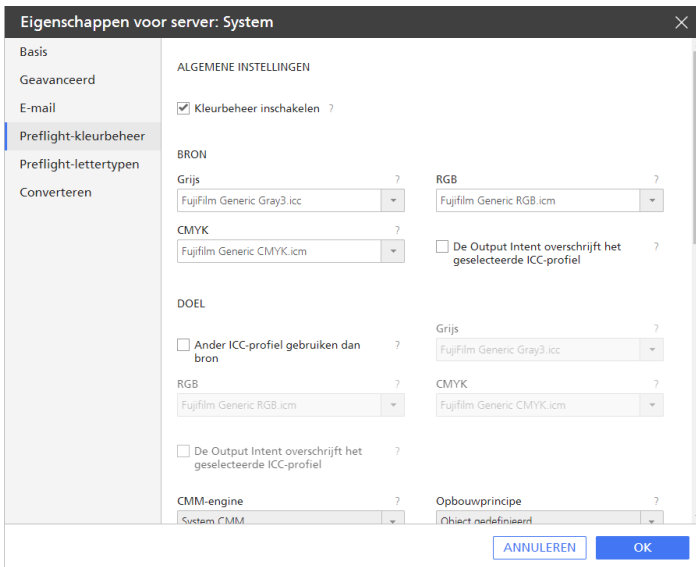 Eigenschappen voor server: System
Basis
Geavanceerd
E-mail
Preflight-kleurbeheer
Preflight-lettertypen
Converteren
ALGEMENE INSTELLINGEN
Kleurbeheer inschakelen ?
BRON
Grijs ?
FujiFilm Generic Gray3.icc
RGB ?
Fujifilm Generic RGB.icm
CMYK ?
Fujifilm Generic CMYK.icm
De Output Intent overschrijft het ?
geselecteerde ICC-profiel
DOEL
Ander ICC-profiel gebruiken dan ?
bron
Grijs ?
FujiFilm Generic Gray3.icc
RGB ?
Fujifilm Generic RGB.icm
CMYK ?
Fujifilm Generic CMYK.icm
De Output Intent overschrijft het ?
geselecteerde ICC-profiel
CMM-engine ?
System CMM
Opbouwprincipe ?
Object gedefinieerd
ANNULEREN
OK